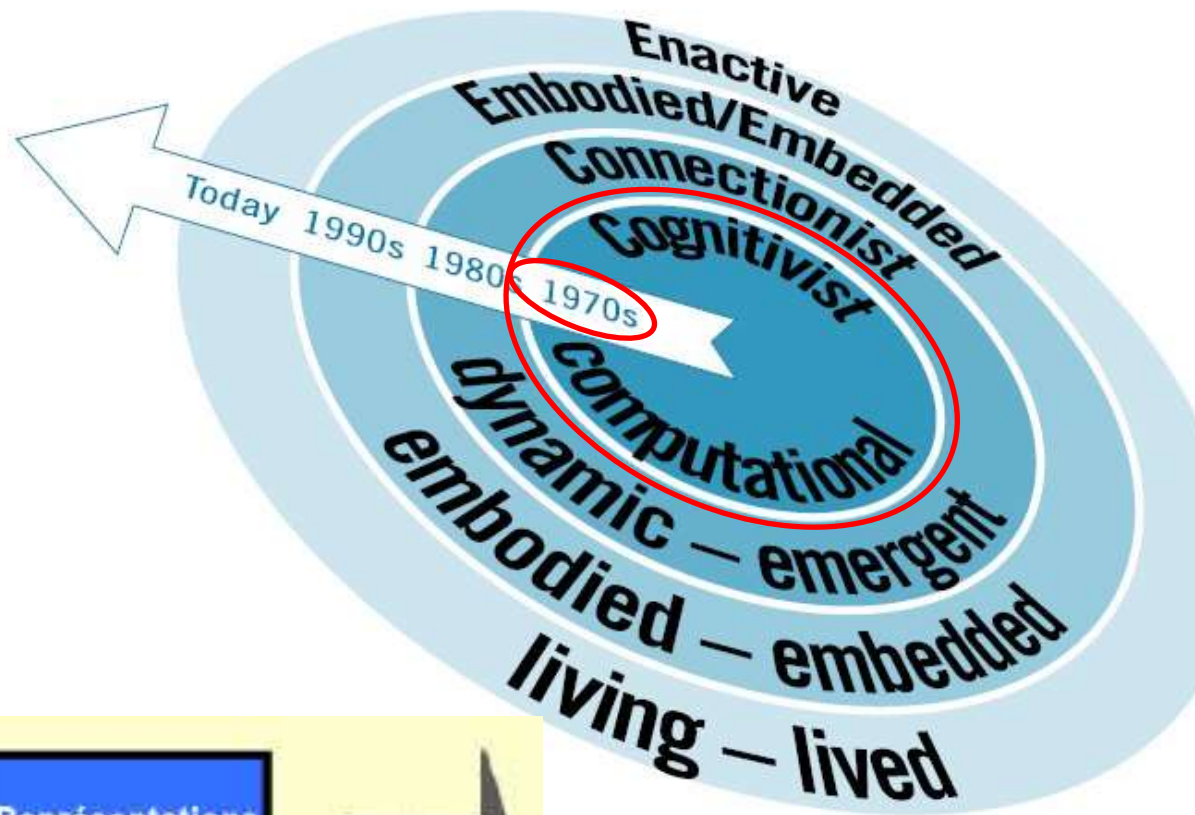 Enactive
Embodied/Embedded
Connectionist
Cognitivist
Today 1990s 1980s 1970s
computational
dynamic – emergent
embodied – embedded
living – lived